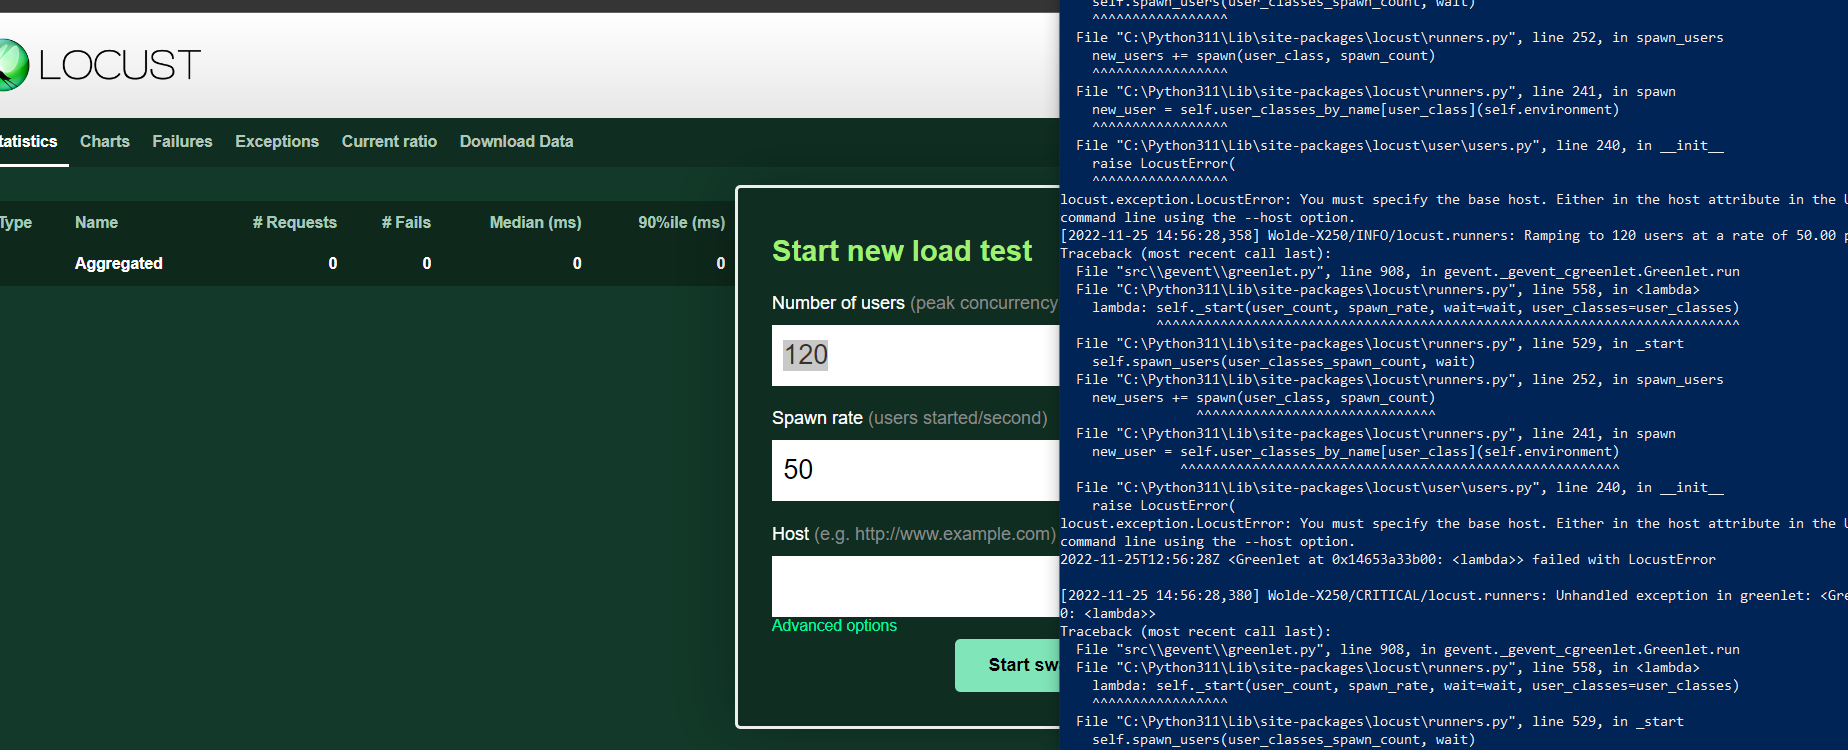 LOCUST
tatistics Charts Failures Exceptions Current ratio Download Data
Type Name # Requests # Fails Median (ms) 90%ile (ms)
Aggregated 0 0 0 0
Start new load test
Number of users (peak concurrency
120
Spawn rate (users started/second)
50
Host (e.g. http://www.example.com)
Advanced options
Start sw
self.spawn_users(user_classes_spawn_count, wait)
^^^^^^^^^^^^^^^^^
File "C:\Python311\Lib\site-packages\locust\runners.py", line 252, in spawn_users
new_users += spawn(user_class, spawn_count)
^^^^^^^^^^^^^^^^^
File "C:\Python311\Lib\site-packages\locust\runners.py", line 241, in spawn
new_user = self.user_classes_by_name[user_class](self.environment)
^^^^^^^^^^^^^^^^^
File "C:\Python311\Lib\site-packages\locust\user\users.py", line 240, in __init__
raise LocustError(
^^^^^^^^^^^^^^^^^
locust.exception.LocustError: You must specify the base host. Either in the host attribute in the U
command line using the --host option.
[2022-11-25 14:56:28,358] Wolde-X250/INFO/locust.runners: Ramping to 120 users at a rate of 50.00 p
Traceback (most recent call last):
File "src\\gevent\\greenlet.py", line 908, in gevent._gevent_cgreenlet.Greenlet.run
File "C:\Python311\Lib\site-packages\locust\runners.py", line 558, in <lambda>
lambda: self._start(user_count, spawn_rate, wait=wait, user_classes=user_classes)
^^^^^^^^^^^^^^^^^^^^^^^^^^^^^^^^^^^^^^^^^^^^^^^^^^^^^^^^^^^^^^^^^^^^^^^^^
File "C:\Python311\Lib\site-packages\locust\runners.py", line 529, in _start
self.spawn_users(user_classes_spawn_count, wait)
File "C:\Python311\Lib\site-packages\locust\runners.py", line 252, in spawn_users
new_users += spawn(user_class, spawn_count)
^^^^^^^^^^^^^^^^^^^^^^^^^^^^^^
File "C:\Python311\Lib\site-packages\locust\runners.py", line 241, in spawn
new_user = self.user_classes_by_name[user_class](self.environment)
^^^^^^^^^^^^^^^^^^^^^^^^^^^^^^^^^^^^^^^^^^^^^^^^^^^^^^^
File "C:\Python311\Lib\site-packages\locust\user\users.py", line 240, in __init__
raise LocustError(
locust.exception.LocustError: You must specify the base host. Either in the host attribute in the U
command line using the --host option.
2022-11-25T12:56:28Z <Greenlet at 0x14653a33b00: <lambda>> failed with LocustError
[2022-11-25 14:56:28,380] Wolde-X250/CRITICAL/locust.runners: Unhandled exception in greenlet: <Gre
0: <lambda>>
Traceback (most recent call last):
File "src\\gevent\\greenlet.py", line 908, in gevent._gevent_cgreenlet.Greenlet.run
File "C:\Python311\Lib\site-packages\locust\runners.py", line 558, in <lambda>
lambda: self._start(user_count, spawn_rate, wait=wait, user_classes=user_classes)
^^^^^^^^^^^^^^^^^
File "C:\Python311\Lib\site-packages\locust\runners.py", line 529, in _start
self.spawn_users(user_classes_spawn_count, wait)